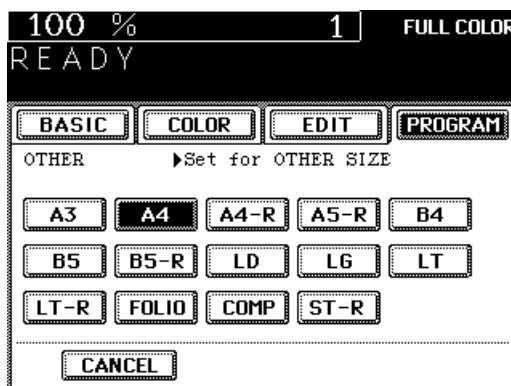 100 % 1 FULL COLOR
READY
BASIC COLOR EDIT PROGRAM
OTHER ▶Set for OTHER SIZE
A3 A4 A4-R A5-R B4
B5 B5-R LD LG LT
LT-R FOLIO COMP ST-R
CANCEL